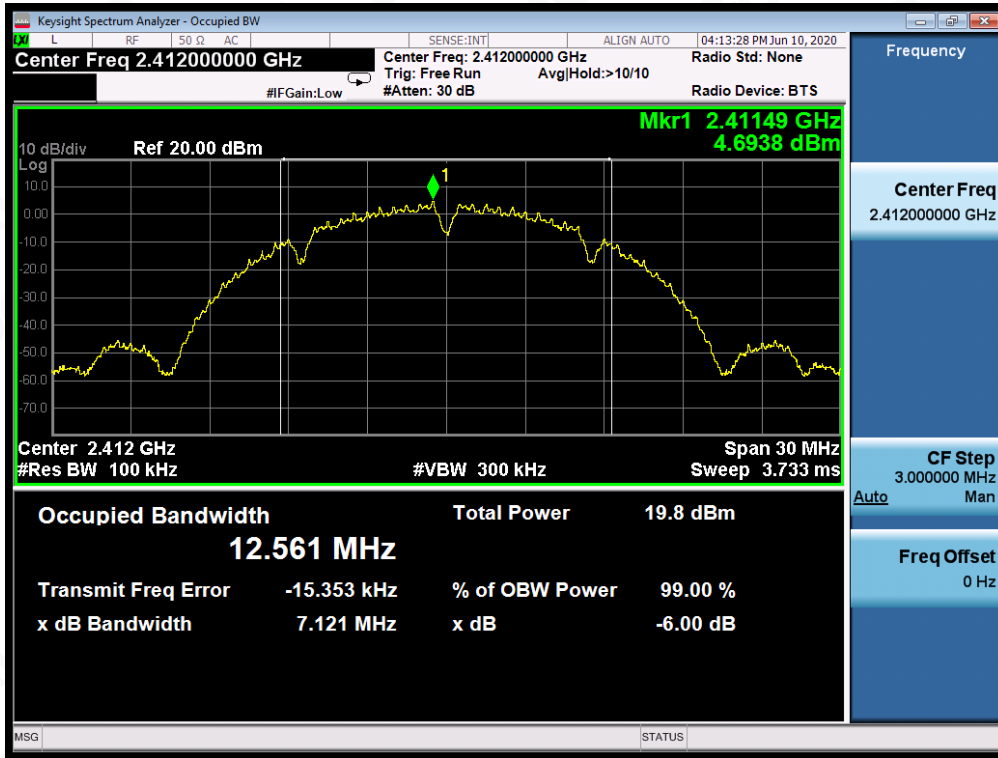 Keysight Spectrum Analyzer - Occupied BW
LXI L RF 50 Ω AC SENSE:INT ALIGN AUTO 04:13:28 PM Jun 10, 2020
Center Freq 2.412000000 GHz
Center Freq: 2.412000000 GHz
Radio Std: None
Trig: Free Run Avg|Hold:>10/10
#IFGain:Low
#Atten: 30 dB
Radio Device: BTS
Frequency
Mkr1 2.41149 GHz
4.6938 dBm
10 dB/div Ref 20.00 dBm
Log
10.0
1
0.00
-10.0
-20.0
-30.0
-40.0
-50.0
-60.0
-70.0
Center 2.412 GHz Span 30 MHz
#Res BW 100 kHz #VBW 300 kHz Sweep 3.733 ms
Center Freq
2.412000000 GHz
CF Step
3.000000 MHz
Auto Man
Freq Offset
0 Hz
Occupied Bandwidth Total Power 19.8 dBm
12.561 MHz
Transmit Freq Error -15.353 kHz % of OBW Power 99.00 %
x dB Bandwidth 7.121 MHz x dB -6.00 dB
MSG STATUS